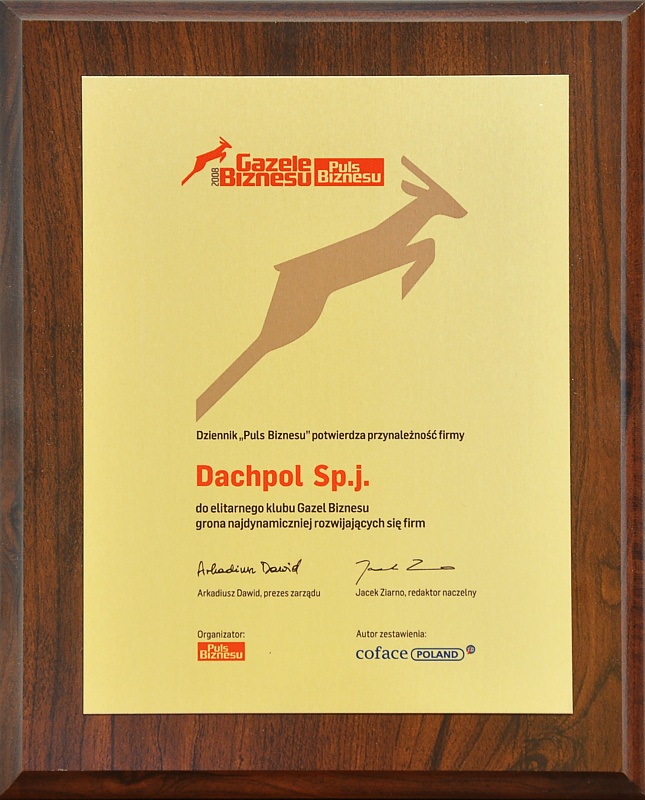 2008
Gazele
Biznesu
Puls
Biznesu
Dziennik „Puls Biznesu” potwierdza przynależność firmy
Dachpol Sp.j.
do elitarnego klubu Gazel Biznesu
grona najdynamiczniej rozwijających się firm
Arkadiusz Dawid
Arkadiusz Dawid, prezes zarządu
Jacek Ziarno, redaktor naczelny
Organizator:
Puls
Biznesu
Autor zestawienia:
coface POLAND